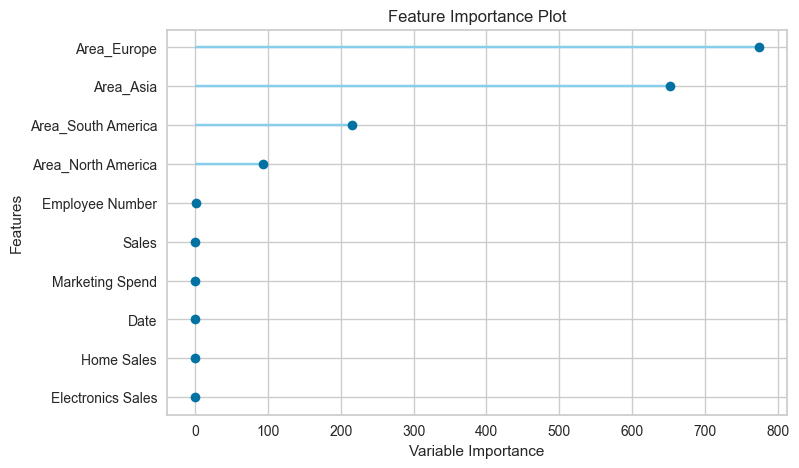 Feature Importance Plot
Features
Area_Europe
Area_Asia
Area_South America
Area_North America
Employee Number
Sales
Marketing Spend
Date
Home Sales
Electronics Sales
0 100 200 300 400 500 600 700 800
Variable Importance